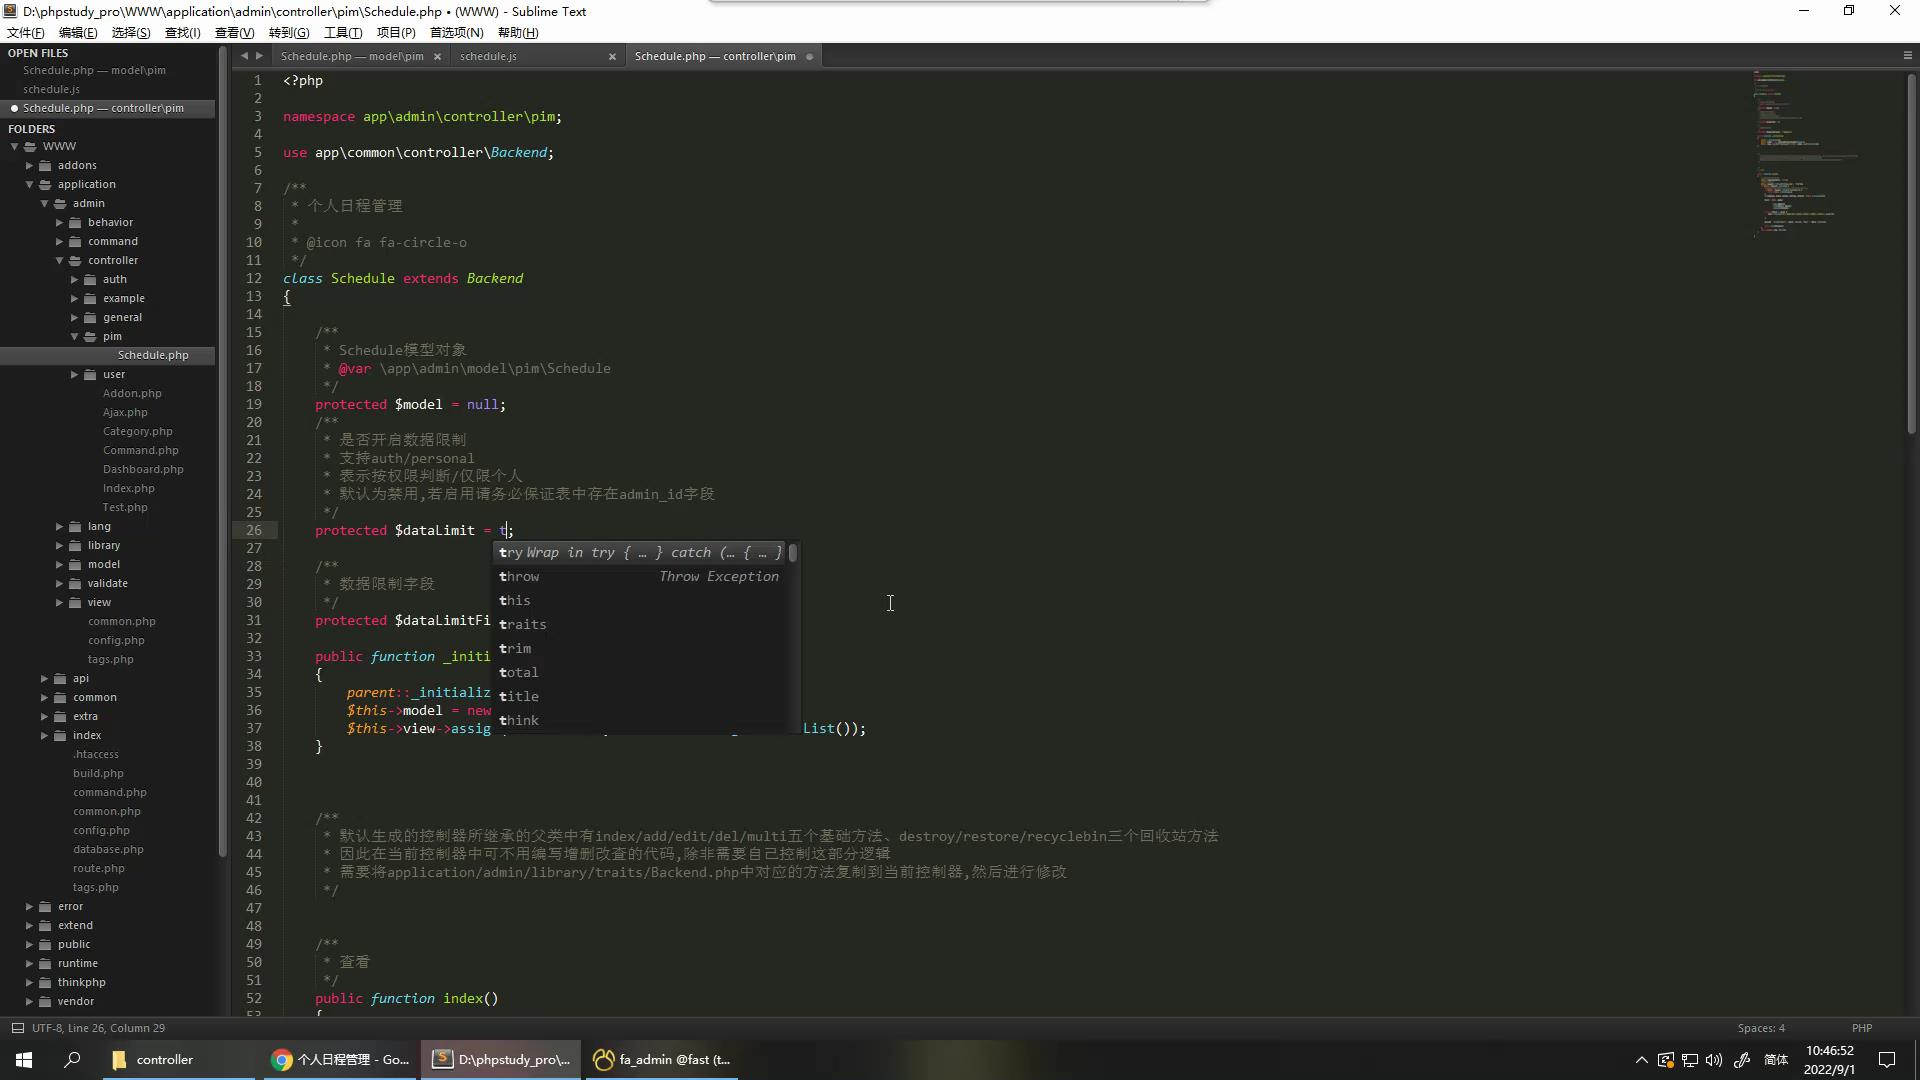 D:\phpstudy_pro\WWW\application\admin\controller\pim\Schedule.php • (WWW) - Sublime Text
文件(F) 编辑(E) 选择(S) 查找(I) 查看(V) 转到(G) 工具(T) 项目(P) 首选项(N) 帮助(H)
OPEN FILES
Schedule.php — model\pim
schedule.js
Schedule.php — controller\pim
FOLDERS
WWW
addons
application
admin
behavior
command
controller
auth
example
general
pim
Schedule.php
user
Addon.php
Ajax.php
Category.php
Command.php
Dashboard.php
Index.php
Test.php
lang
library
model
validate
view
common.php
config.php
tags.php
api
common
extra
index
.htaccess
build.php
command.php
common.php
config.php
database.php
route.php
tags.php
error
extend
public
runtime
thinkphp
vendor
Schedule.php — model\pim
schedule.js
Schedule.php — controller\pim
1 <?php
2
3 namespace app\admin\controller\pim;
4
5 use app\common\controller\Backend;
6
7 /**
8 * 个人日程管理
9 *
10 * @icon fa fa-circle-o
11 */
12 class Schedule extends Backend
13 {
14
15 /**
16 * Schedule模型对象
17 * @var \app\admin\model\pim\Schedule
18 */
19 protected $model = null;
20 /**
21 * 是否开启数据限制
22 * 支持auth/personal
23 * 表示按权限判断/仅限个人
24 * 默认为禁用,若启用请务必保证表中存在admin_id字段
25 */
26 protected $dataLimit = t;
27
28 /**
29 * 数据限制字段
30 */
31 protected $dataLimitFi
32
33 public function _initi
34 {
35 parent::_initializ
36 $this->model = new
37 $this->view->assig List());
38 }
39
40
41
42 /**
43 * 默认生成的控制器所继承的父类中有index/add/edit/del/multi五个基础方法、destroy/restore/recyclebin三个回收站方法
44 * 因此在当前控制器中可不用编写增删改查的代码,除非需要自己控制这部分逻辑
45 * 需要将application/admin/library/traits/Backend.php中对应的方法复制到当前控制器,然后进行修改
46 */
47
48
49 /**
50 * 查看
51 */
52 public function index()
53 {
try Wrap in try { … } catch (… { … }
throw Throw Exception
this
traits
trim
total
title
think
UTF-8, Line 26, Column 29
Spaces: 4 PHP
controller
个人日程管理 - Go...
D:\phpstudy_pro\...
fa_admin @fast (t...
简体
10:46:52
2022/9/1